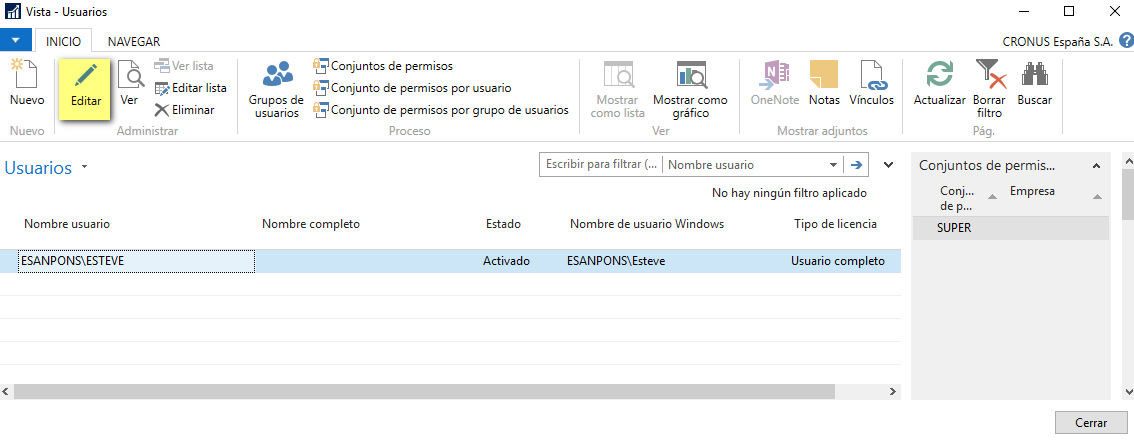 Vista - Usuarios
INICIO NAVEGAR CRONUS España S.A. ?
Nuevo
Editar
Ver
Ver lista
Editar lista
Eliminar
Grupos de
usuarios
Conjuntos de permisos
Conjunto de permisos por usuario
Conjunto de permisos por grupo de usuarios
Mostrar
como lista
Mostrar como
gráfico
OneNote
Notas
Vínculos
Actualizar
Borrar
filtro
Buscar
Nuevo Administrar Proceso Ver Mostrar adjuntos Pág.
Usuarios
Escribir para filtrar (... Nombre usuario
No hay ningún filtro aplicado
Nombre usuario Nombre completo Estado Nombre de usuario Windows Tipo de licencia
ESANPONS\ESTEVE Activado ESANPONS\Esteve Usuario completo
Conjuntos de permis...
Conj...
de p...
Empresa
SUPER
Cerrar